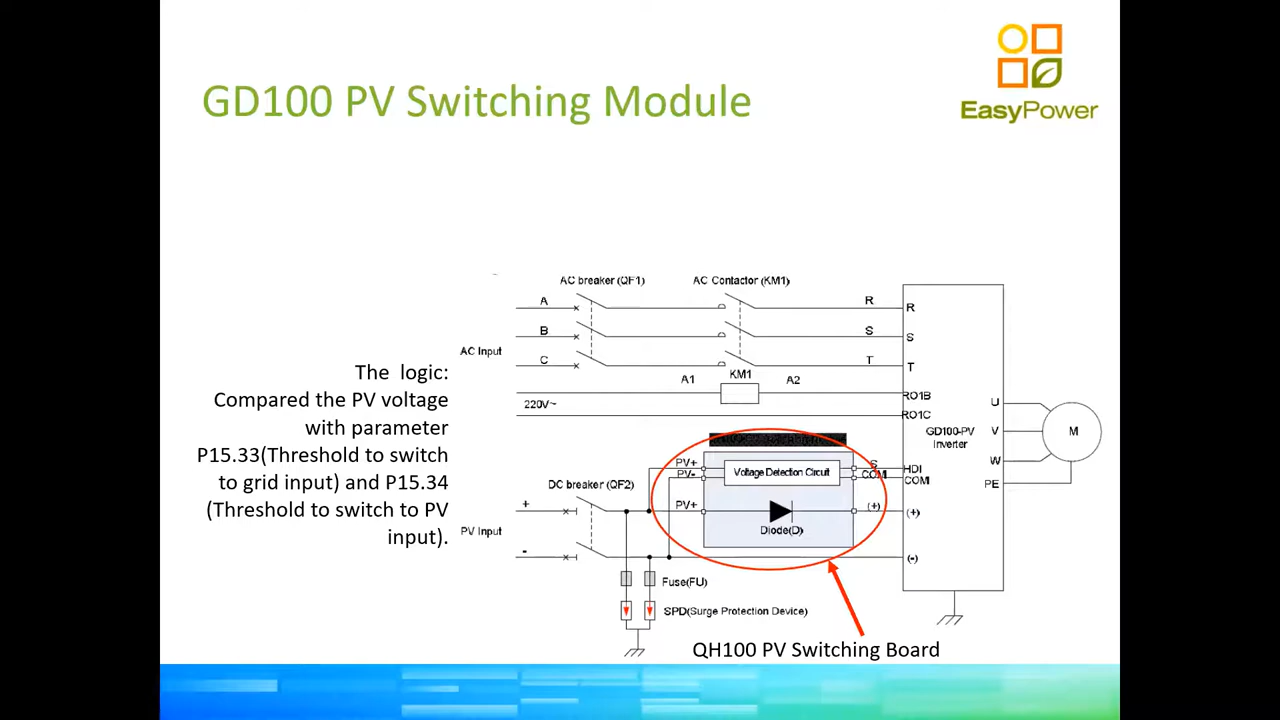 GD100 PV Switching Module
EasyPower
The logic:
Compared the PV voltage
with parameter
P15.33(Threshold to switch
to grid input) and P15.34
(Threshold to switch to PV
input).
AC breaker (QF1)
AC Contactor (KM1)
A
R
R
B
S
S
AC Input
C
T
T
A1
KM1
A2
RO1B
220V~
RO1C
U
GD100-PV
Inverter
V
M
W
PE
PV+
PV-
Voltage Detection Circuit
S
COM
HDI
COM
DC breaker (QF2)
+
PV+
(+)
(+)
PV Input
Diode(D)
-
(-)
Fuse(FU)
SPD(Surge Protection Device)
QH100 PV Switching Board